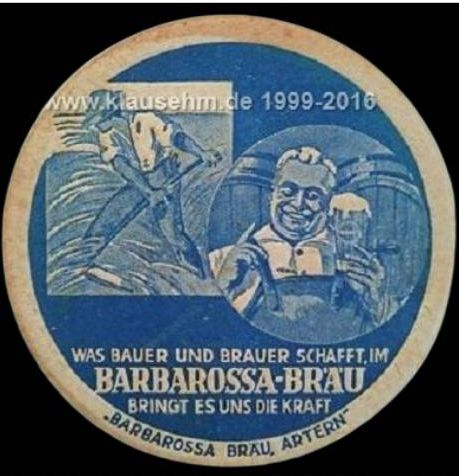 www.klausehm.de 1999-2016
WAS BAUER UND BRAUER SCHAFFT, IM
BARBAROSSA-BRÄU
BRINGT ES UNS DIE KRAFT
„BARBAROSSA BRÄU, ARTERN"